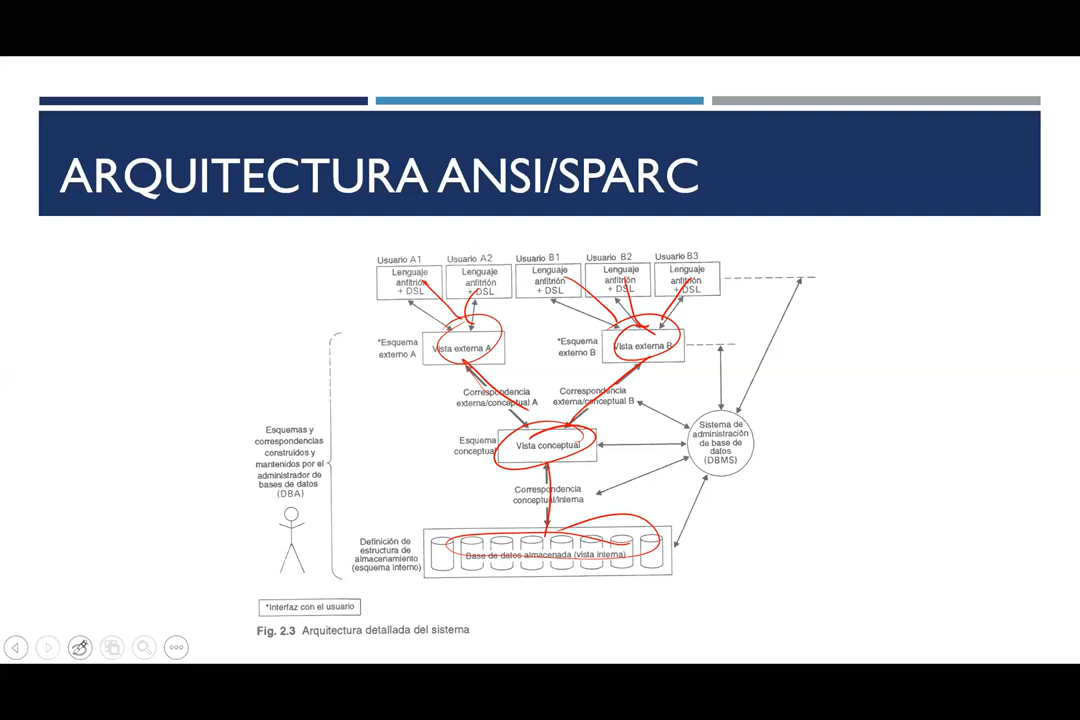 ARQUITECTURA ANSI/SPARC
Usuario A1
Usuario A2
Usuario B1
Usuario B2
Usuario B3
Lenguaje
anfitrión
+ DSL
Lenguaje
anfitrión
+ DSL
Lenguaje
anfitrión
+ DSL
Lenguaje
anfitrión
+ DSL
Lenguaje
anfitrión
+ DSL
*Esquema
externo A
Vista externa A
*Esquema
externo B
Vista externa B
Correspondencia
externa/conceptual A
Correspondencia
externa/conceptual B
Esquemas y
correspondencias
construidos y
mantenidos por el
administrador de
bases de datos
(DBA)
Esquema
conceptual
Vista conceptual
Sistema de
administración
de base de
datos
(DBMS)
Correspondencia
conceptual/interna
Definición de
estructura de
almacenamiento
(esquema interno)
Base de datos almacenada (vista interna)
*Interfaz con el usuario
Fig. 2.3 Arquitectura detallada del sistema